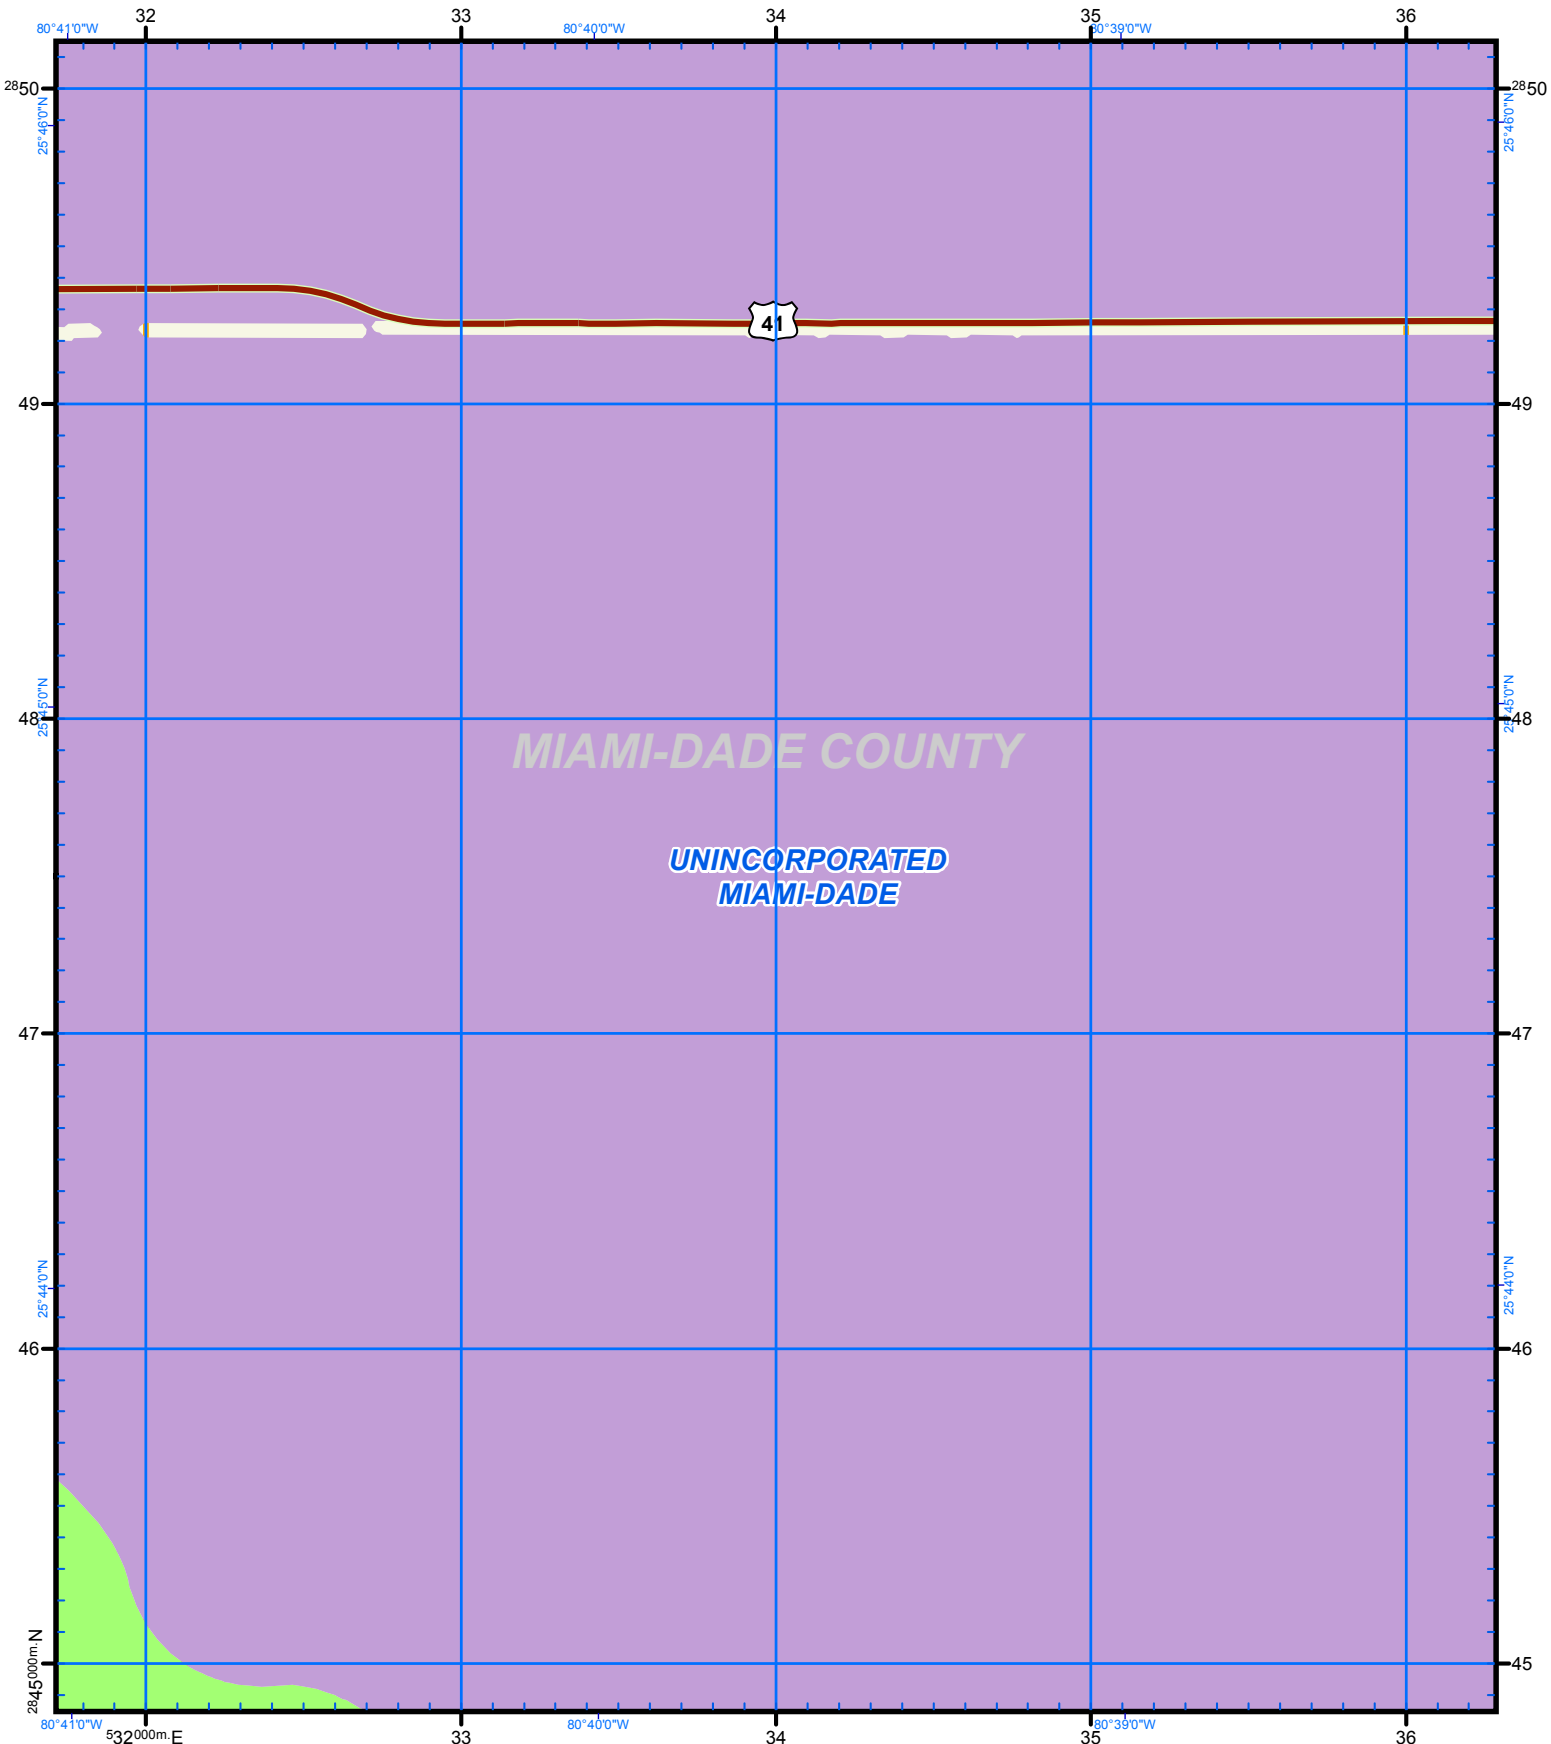 32 33 34 35 36
80°41'0"W 80°40'0"W 80°39'0"W
2850 2850
25°46'0"N 25°46'0"N
41
49 49
25°45'0"N 25°45'0"N
48 48
MIAMI-DADE COUNTY
UNINCORPORATED
MIAMI-DADE
47 47
25°44'0"N 25°44'0"N
46 46
2845000m.N 45
80°41'0"W 80°40'0"W 80°39'0"W
532000m.E 33 34 35 36